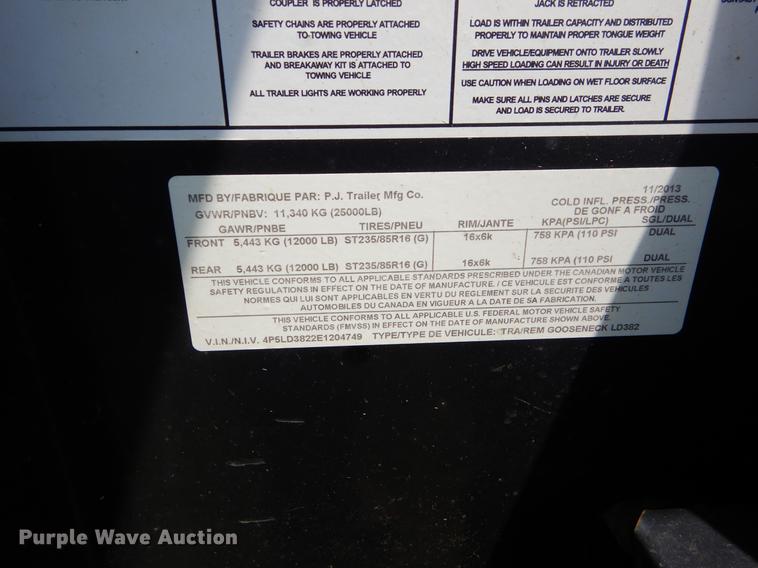 COUPLER IS PROPERLY LATCHED
SAFETY CHAINS ARE PROPERLY ATTACHED
TO TOWING VEHICLE
TRAILER BRAKES ARE PROPERLY ATTACHED
AND BREAKAWAY KIT IS ATTACHED TO
TOWING VEHICLE
ALL TRAILER LIGHTS ARE WORKING PROPERLY
JACK IS RETRACTED
LOAD IS WITHIN TRAILER CAPACITY AND DISTRIBUTED
PROPERLY TO MAINTAIN PROPER TONGUE WEIGHT
DRIVE VEHICLE/EQUIPMENT ONTO TRAILER SLOWLY
HIGH SPEED LOADING CAN RESULT IN INJURY OR DEATH
USE CAUTION WHEN LOADING ON WET FLOOR SURFACE
MAKE SURE ALL PINS AND LATCHES ARE SECURE
AND LOAD IS SECURED TO TRAILER.
MFD BY/FABRIQUE PAR: P.J. Trailer Mfg Co. 11/2013
GVWR/PNBV: 11,340 KG (25000LB) COLD INFL. PRESS./PRESS.
DE GONF A FROID
GAWR/PNBE TIRES/PNEU RIM/JANTE KPA(PSI/LPC) SGL/DUAL
FRONT 5,443 KG (12000 LB) ST235/85R16 (G) 16x6k 758 KPA (110 PSI DUAL
REAR 5,443 KG (12000 LB) ST235/85R16 (G) 16x6k 758 KPA (110 PSI DUAL
THIS VEHICLE CONFORMS TO ALL APPLICABLE STANDARDS PRESCRIBED UNDER THE CANADIAN MOTOR VEHICLE
SAFETY REGULATIONS IN EFFECT ON THE DATE OF MANUFACTURE. / CE VEHICULE EST CONFORME A TOUTES
NORMES QUI LUI SONT APPLICABLES EN VERTU DU REGLEMENT SUR LA SECURITE DES VEHICULES
AUTOMOBILES DU CANADA EN VIGUEUR A LA DATE DE SA FABRICATION.
THIS VEHICLE CONFORMS TO ALL APPLICABLE U.S. FEDERAL MOTOR VEHICLE SAFETY
STANDARDS (FMVSS) IN EFFECT ON THE DATE OF MANUFACTURE SHOWN ABOVE.
V.I.N./N.I.V. 4P5LD3822E1204749 TYPE/TYPE DE VEHICULE: TRA/REM GOOSENECK LD382
Purple Wave Auction